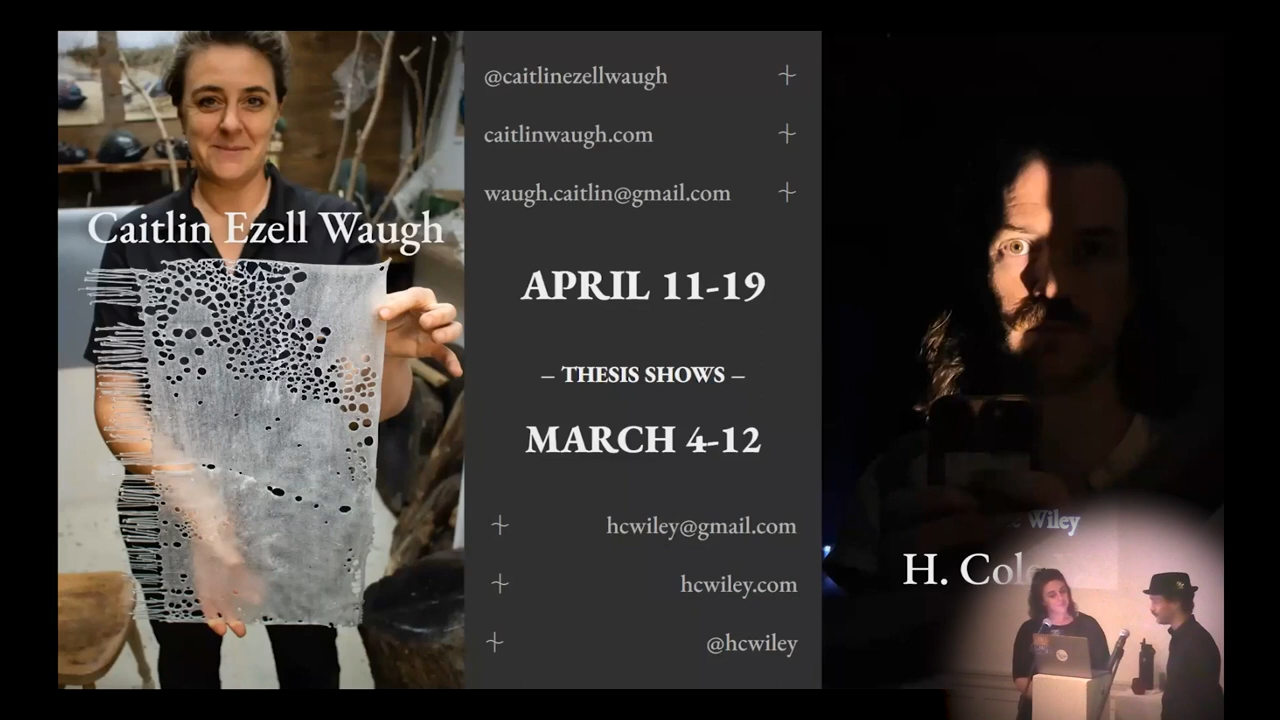 Caitlin Ezell Waugh
@caitlinezellwaugh
caitlinwaugh.com
waugh.caitlin@gmail.com
APRIL 11-19
– THESIS SHOWS –
MARCH 4-12
hcwiley@gmail.com
hcwiley.com
@hcwiley
Wiley
H. Cole